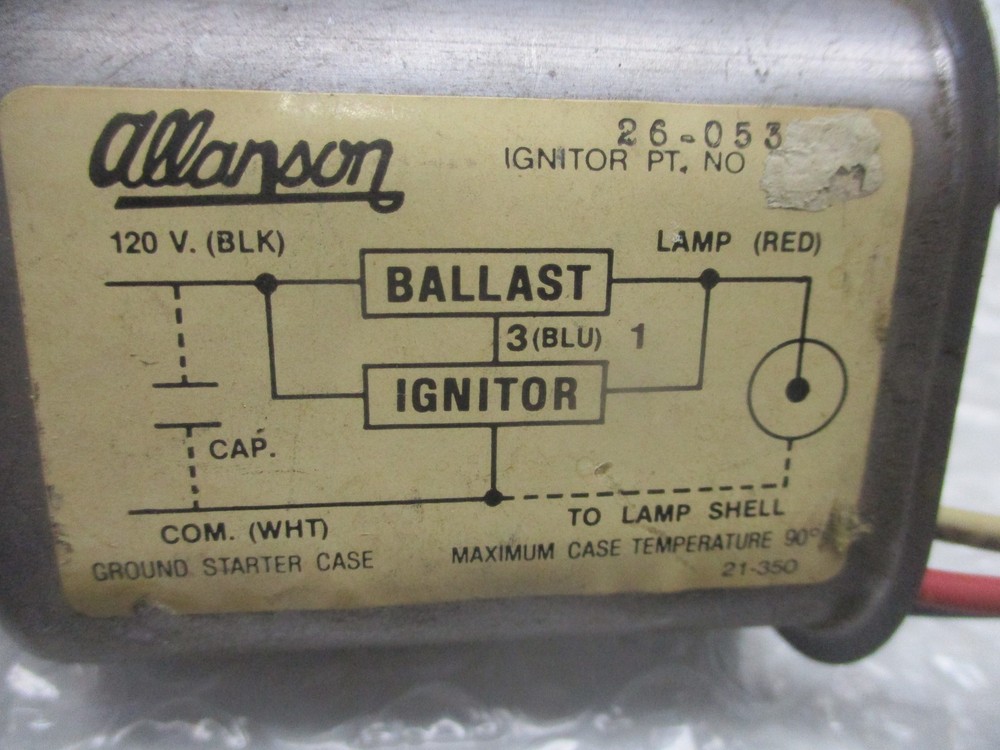 Allanson
26-053
IGNITOR PT. NO
120 V. (BLK)
LAMP (RED)
BALLAST
3 (BLU) 1
IGNITOR
CAP.
TO LAMP SHELL
COM. (WHT)
MAXIMUM CASE TEMPERATURE 90°
GROUND STARTER CASE
21-350